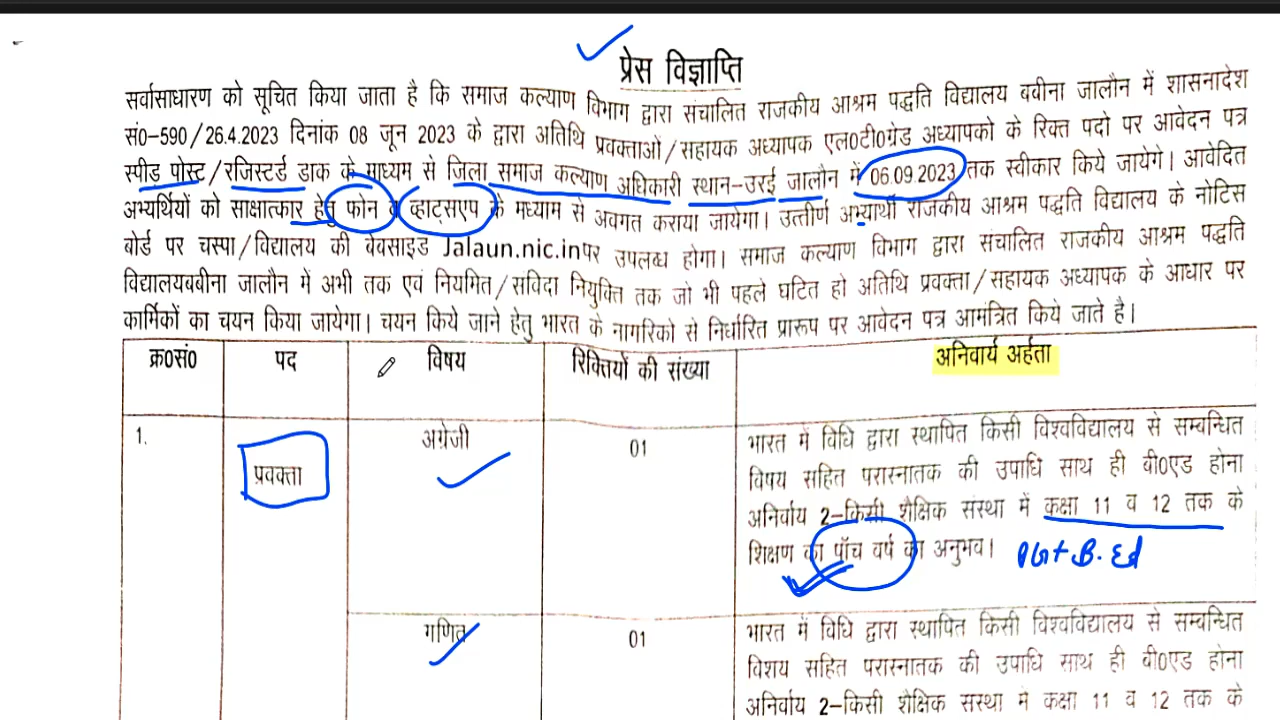 प्रेस विज्ञाप्ति
सर्वासाधारण को सूचित किया जाता है कि समाज कल्याण विभाग द्वारा संचालित राजकीय आश्रम पद्धति विद्यालय बबीना जालौन में शासनादेश
सं0-590/26.4.2023 दिनांक 08 जून 2023 के द्वारा अतिथि प्रवक्ताओं/सहायक अध्यापक एल0टी0ग्रेड अध्यापको के रिक्त पदो पर आवेदन पत्र
स्पीड पोस्ट/रजिस्टर्ड डाक के माध्यम से जिला समाज कल्याण अधिकारी स्थान-उरई जालौन में 06.09.2023 तक स्वीकार किये जायेगे। आवेदित
अभ्यर्थियों को साक्षात्कार हेतु फोन व व्हाट्सएप के मध्याम से अवगत कराया जायेगा। उत्तीर्ण अभ्यार्थी राजकीय आश्रम पद्धति विद्यालय के नोटिस
बोर्ड पर चस्पा/विद्यालय की बेवसाइड Jalaun.nic.inपर उपलब्ध होगा। समाज कल्याण विभाग द्वारा संचालित राजकीय आश्रम पद्धति
विद्यालयबबीना जालौन में अभी तक एवं नियमित/सविदा नियुक्ति तक जो भी पहले घटित हो अतिथि प्रवक्ता/सहायक अध्यापक के आधार पर
कार्मिकों का चयन किया जायेगा। चयन किये जाने हेतु भारत के नागरिको से निर्धारित प्रारूप पर आवेदन पत्र आमंत्रित किये जाते है।
क्र0सं0 पद विषय रिक्तियों की संख्या अनिवार्य अर्हता
1. प्रवक्ता अग्रेजी 01 भारत में विधि द्वारा स्थापित किसी विश्वविद्यालय से सम्बन्धित
विषय सहित परास्नातक की उपाधि साथ ही बी0एड होना
अनिर्वाय 2-किसी शैक्षिक संस्था में कक्षा 11 व 12 तक के
शिक्षण का पॉच वर्ष का अनुभव। PG+ B.Ed
गणित 01 भारत में विधि द्वारा स्थापित किसी विश्वविद्यालय से सम्बन्धित
विशय सहित परास्नातक की उपाधि साथ ही बी0एड होना
अनिर्वाय 2-किसी शैक्षिक संस्था में कक्षा 11 व 12 तक के